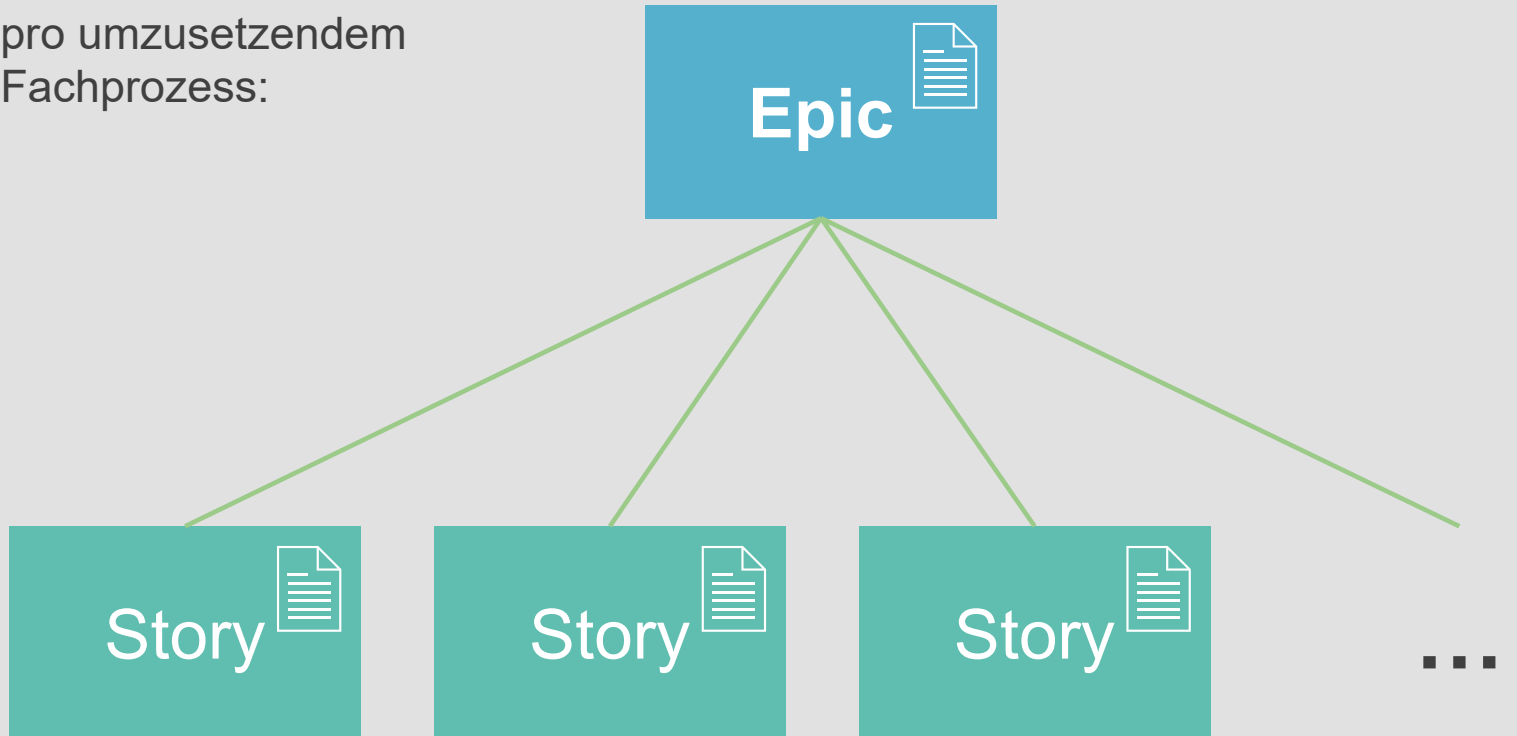 pro umzusetzendem
Fachprozess:
Epic
Story
Story
Story
...